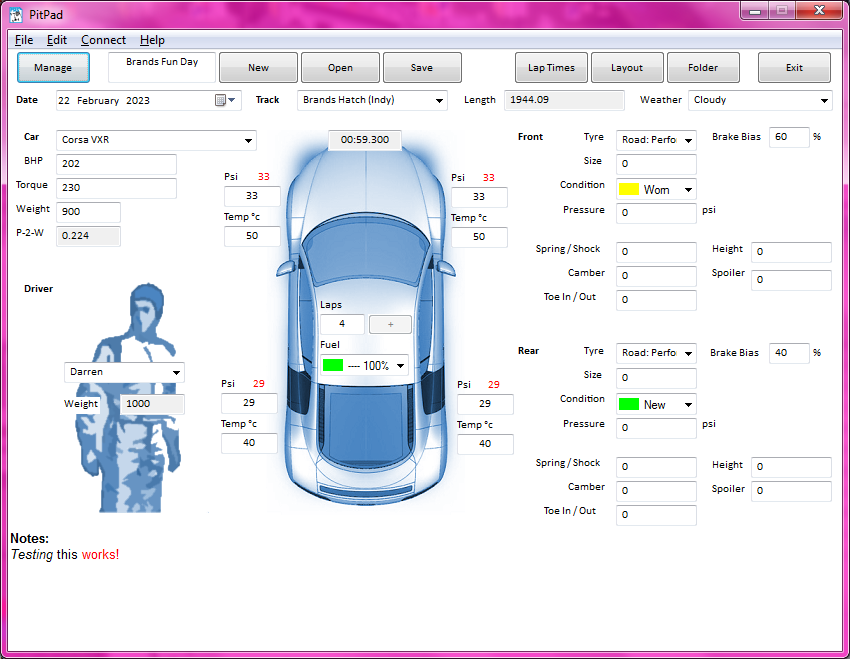 PitPad
File Edit Connect Help
Manage Brands Fun Day New Open Save Lap Times Layout Folder Exit
Date 22 February 2023 Track Brands Hatch (Indy) Length 1944.09 Weather Cloudy
Car Corsa VXR 00:59.300 Front Tyre Road: Perfo Brake Bias 60 %
BHP 202 Size 0
Psi 33 Psi 33
Torque 230 33 33 Condition Worn
Weight 900 Temp °c Temp °c Pressure 0 psi
P-2-W 0.224 50 50
Spring / Shock 0 Height 0
Camber 0 Spoiler 0
Driver Toe In / Out 0
Laps
4 +
Fuel
---- 100%
Rear Tyre Road: Perfo Brake Bias 40 %
Darren Size 0
Psi 29 Psi 29
Weight 1000 29 29 Condition New
Temp °c Temp °c Pressure 0 psi
40 40
Spring / Shock 0 Height 0
Camber 0 Spoiler 0
Toe In / Out 0
Notes:
Testing this works!